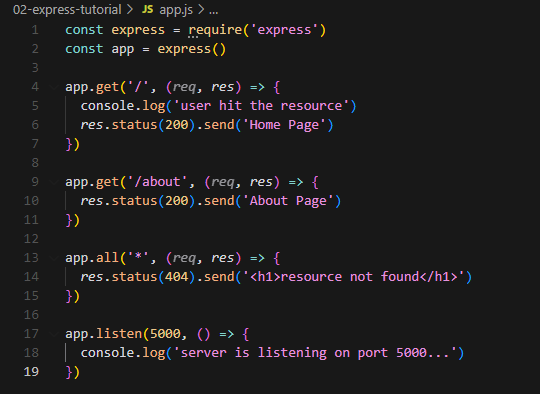 02-express-tutorial > JS app.js > ...
1 const express = require('express')
2 const app = express()
3
4 app.get('/', (req, res) => {
5   console.log('user hit the resource')
6   res.status(200).send('Home Page')
7 })
8
9 app.get('/about', (req, res) => {
10   res.status(200).send('About Page')
11 })
12
13 app.all('*', (req, res) => {
14   res.status(404).send('<h1>resource not found</h1>')
15 })
16
17 app.listen(5000, () => {
18   console.log('server is listening on port 5000...')
19 })